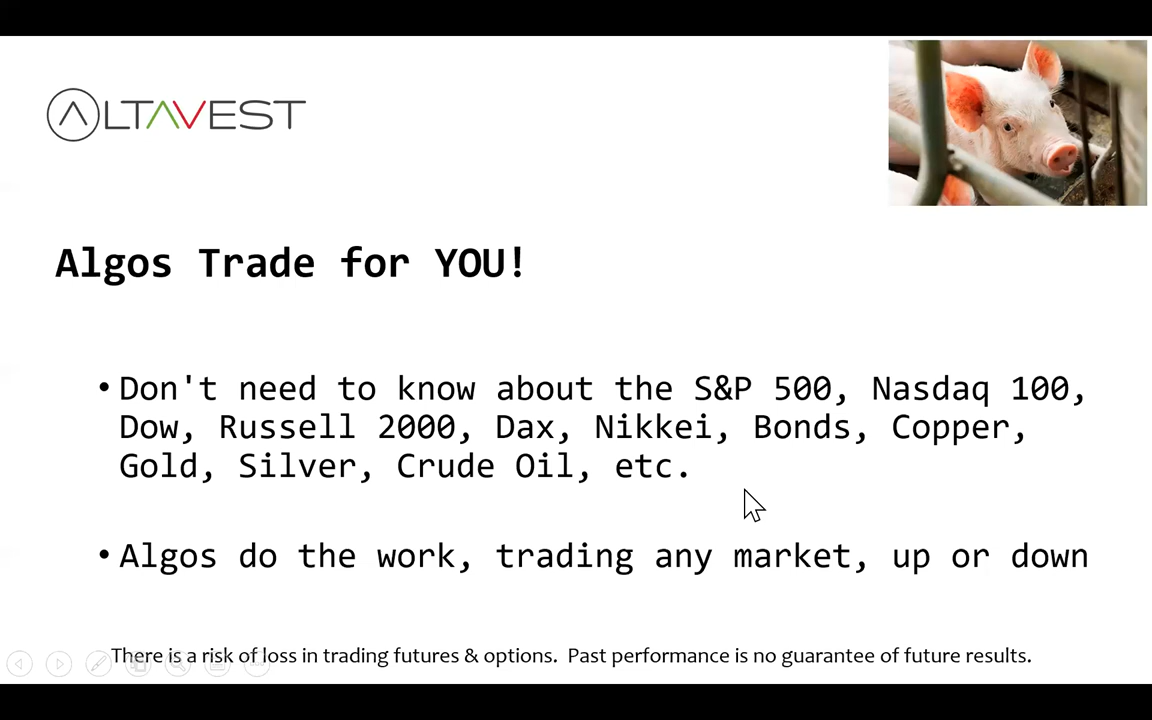 ALTAVEST
Algos Trade for YOU!
•Don't need to know about the S&P 500, Nasdaq 100,
Dow, Russell 2000, Dax, Nikkei, Bonds, Copper,
Gold, Silver, Crude Oil, etc.
•Algos do the work, trading any market, up or down
There is a risk of loss in trading futures & options.  Past performance is no guarantee of future results.